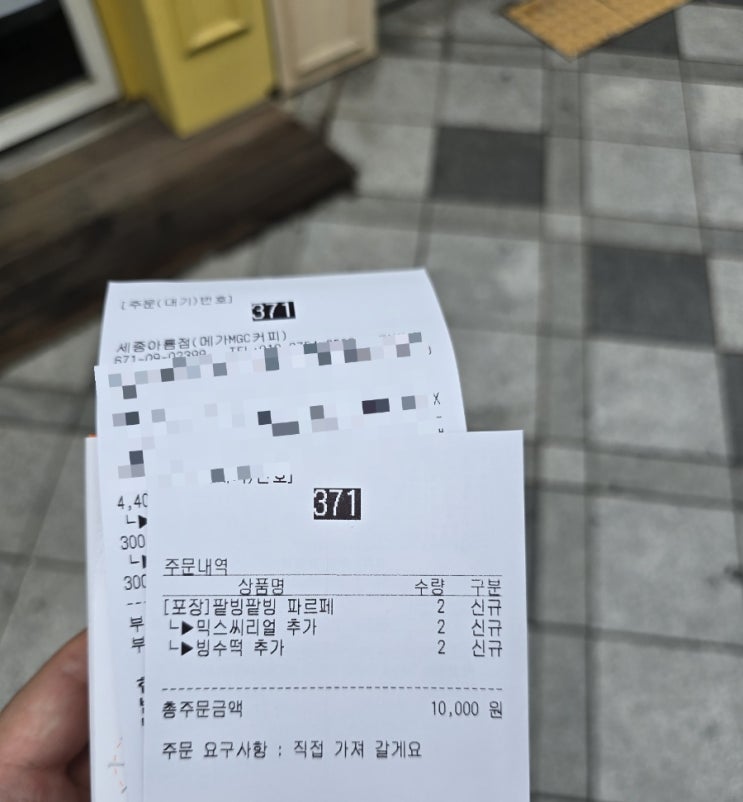 [주문(대기)번호]
371
세종아름점(메가MGC커피)
671-09-02399 TEL:010
4,40
300
300
371
주문내역
상품명 수량 구분
[포장]팥빙팥빙 파르페 2 신규
└▶믹스씨리얼 추가 2 신규
└▶빙수떡 추가 2 신규
총주문금액 10,000 원
주문 요구사항 : 직접 가져 갈게요